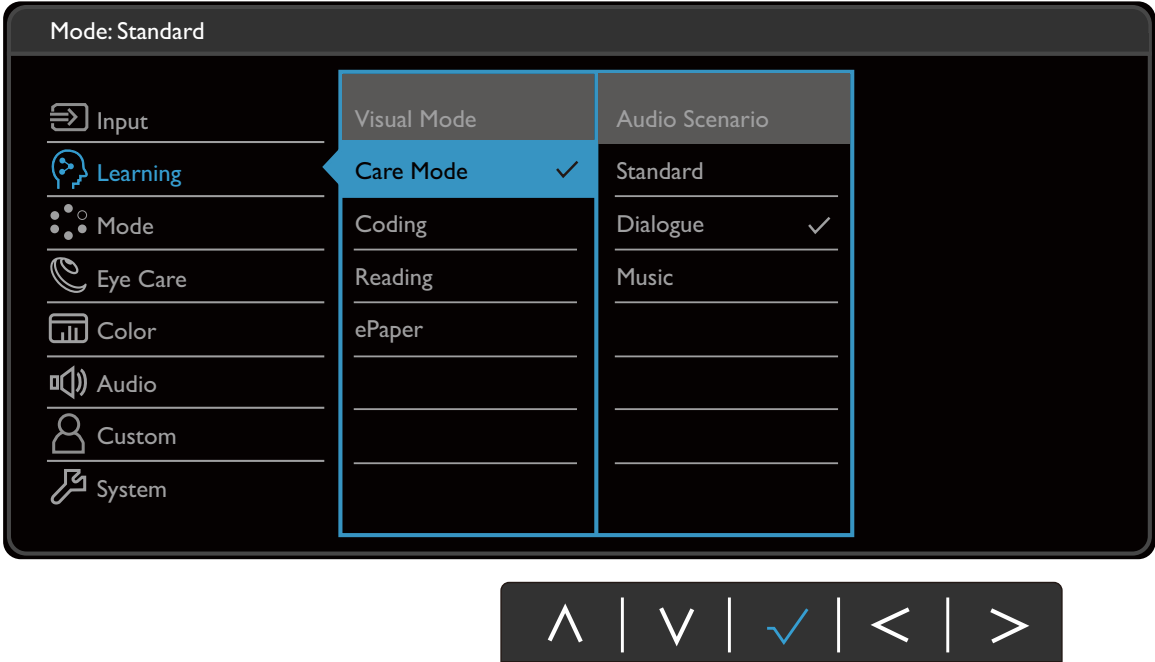 Mode: Standard
Input
Learning
Mode
Eye Care
Color
Audio
Custom
System
Visual Mode
Care Mode
Coding
Reading
ePaper
Audio Scenario
Standard
Dialogue
Music